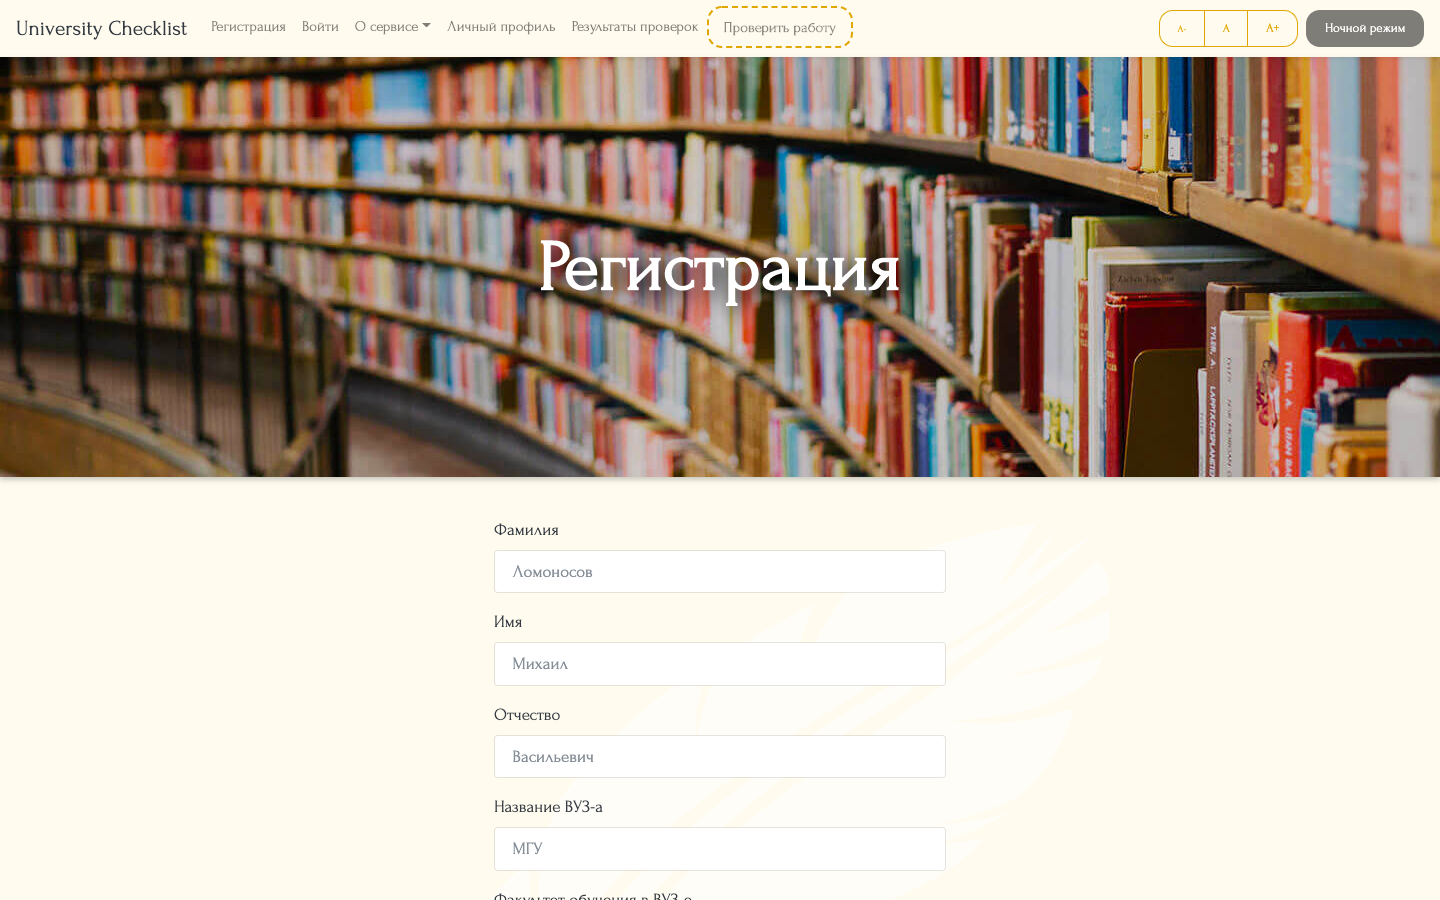 University Checklist
Регистрация
Войти
О сервисе
Личный профиль
Результаты проверок
Проверить работу
A-
A
A+
Ночной режим
Регистрация
Фамилия
Ломоносов
Имя
Михаил
Отчество
Васильевич
Название ВУЗ-а
МГУ
Факультет обучения в ВУЗ-е